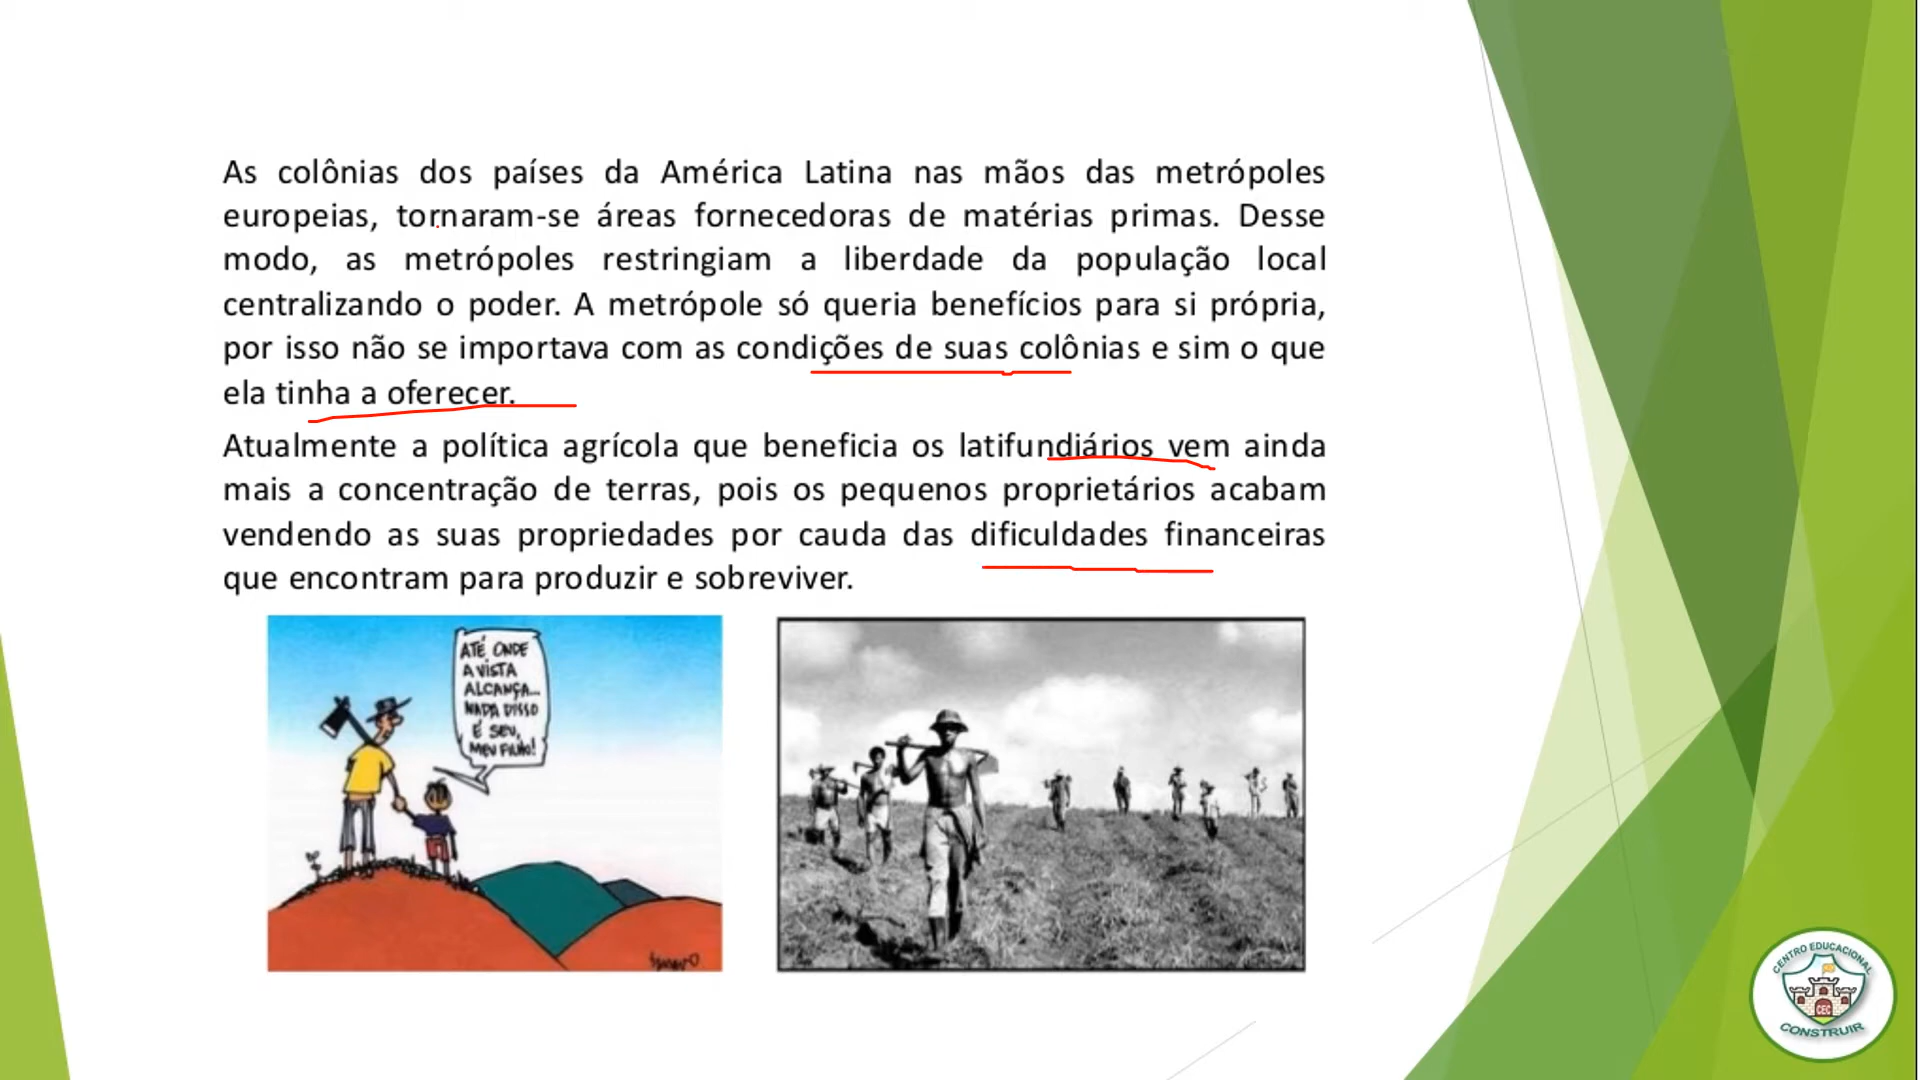 As colônias dos países da América Latina nas mãos das metrópoles
europeias, tornaram-se áreas fornecedoras de matérias primas. Desse
modo, as metrópoles restringiam a liberdade da população local
centralizando o poder. A metrópole só queria benefícios para si própria,
por isso não se importava com as condições de suas colônias e sim o que
ela tinha a oferecer.
Atualmente a política agrícola que beneficia os latifundiários vem ainda
mais a concentração de terras, pois os pequenos proprietários acabam
vendendo as suas propriedades por cauda das dificuldades financeiras
que encontram para produzir e sobreviver.
ATÉ ONDE
A VISTA
ALCANÇA...
NADA DISSO
É SEU,
MEU FILHO!
CENTRO EDUCACIONAL
CEC
CONSTRUIR